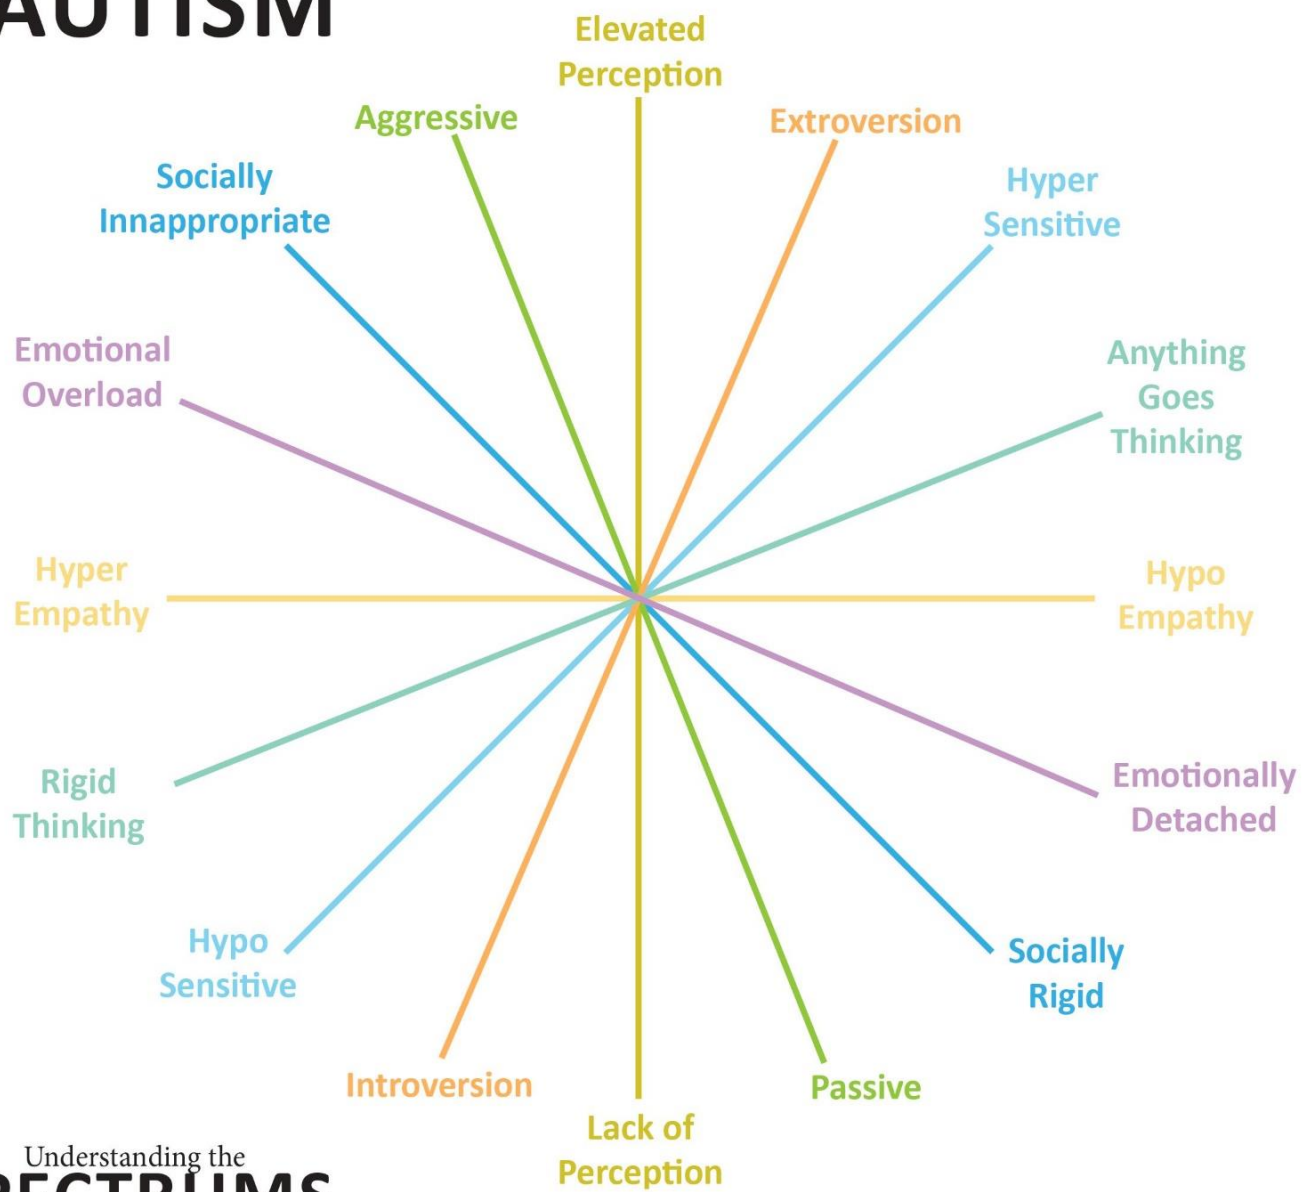 AUTISM
Elevated
Perception
Aggressive
Extroversion
Socially
Innappropriate
Hyper
Sensitive
Emotional
Overload
Anything
Goes
Thinking
Hyper
Empathy
Hypo
Empathy
Rigid
Thinking
Emotionally
Detached
Hypo
Sensitive
Socially
Rigid
Introversion
Passive
Lack of
Perception
Understanding the
PECTRUMS